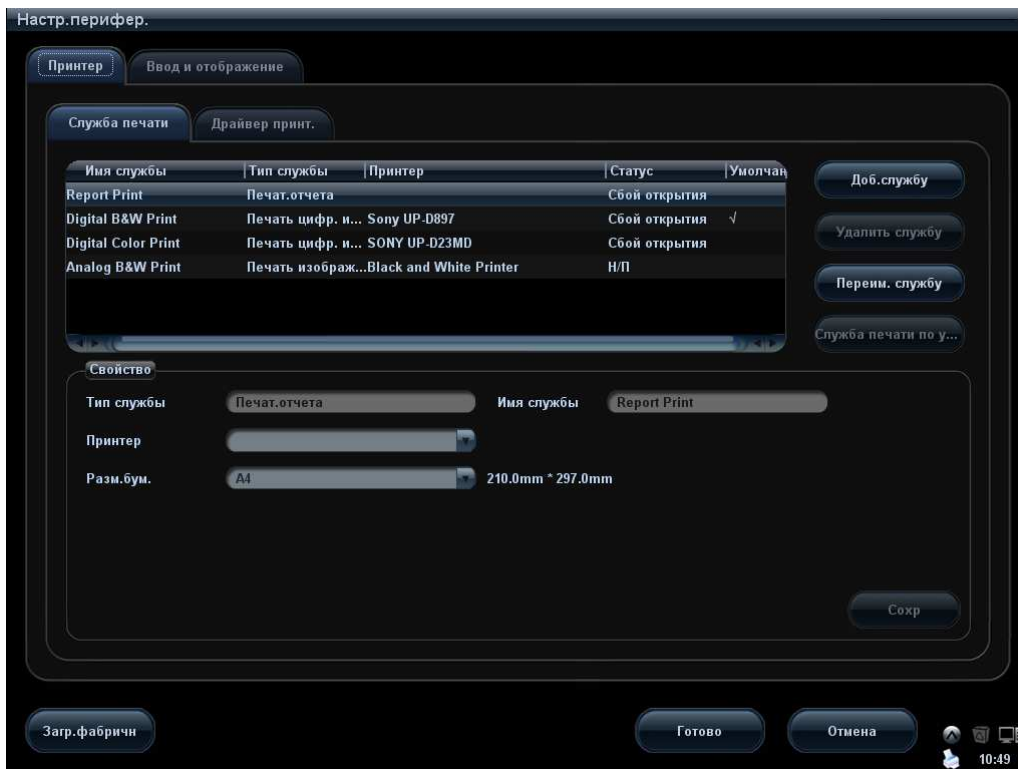 Настр.перифер.
Принтер Ввод и отображение
Служба печати Драйвер принт.
Имя службы Тип службы Принтер Статус Умолчан
Report Print Печат.отчета Сбой открытия
Digital B&W Print Печать цифр. и... Sony UP-D897 Сбой открытия √
Digital Color Print Печать цифр. и... SONY UP-D23MD Сбой открытия
Analog B&W Print Печать изображ...Black and White Printer Н/П
Доб.службу
Удалить службу
Переим. службу
Служба печати по у...
Свойство
Тип службы Печат.отчета Имя службы Report Print
Принтер
Разм.бум. A4 210.0mm * 297.0mm
Сохр
Загр.фабричн Готово Отмена
10:49